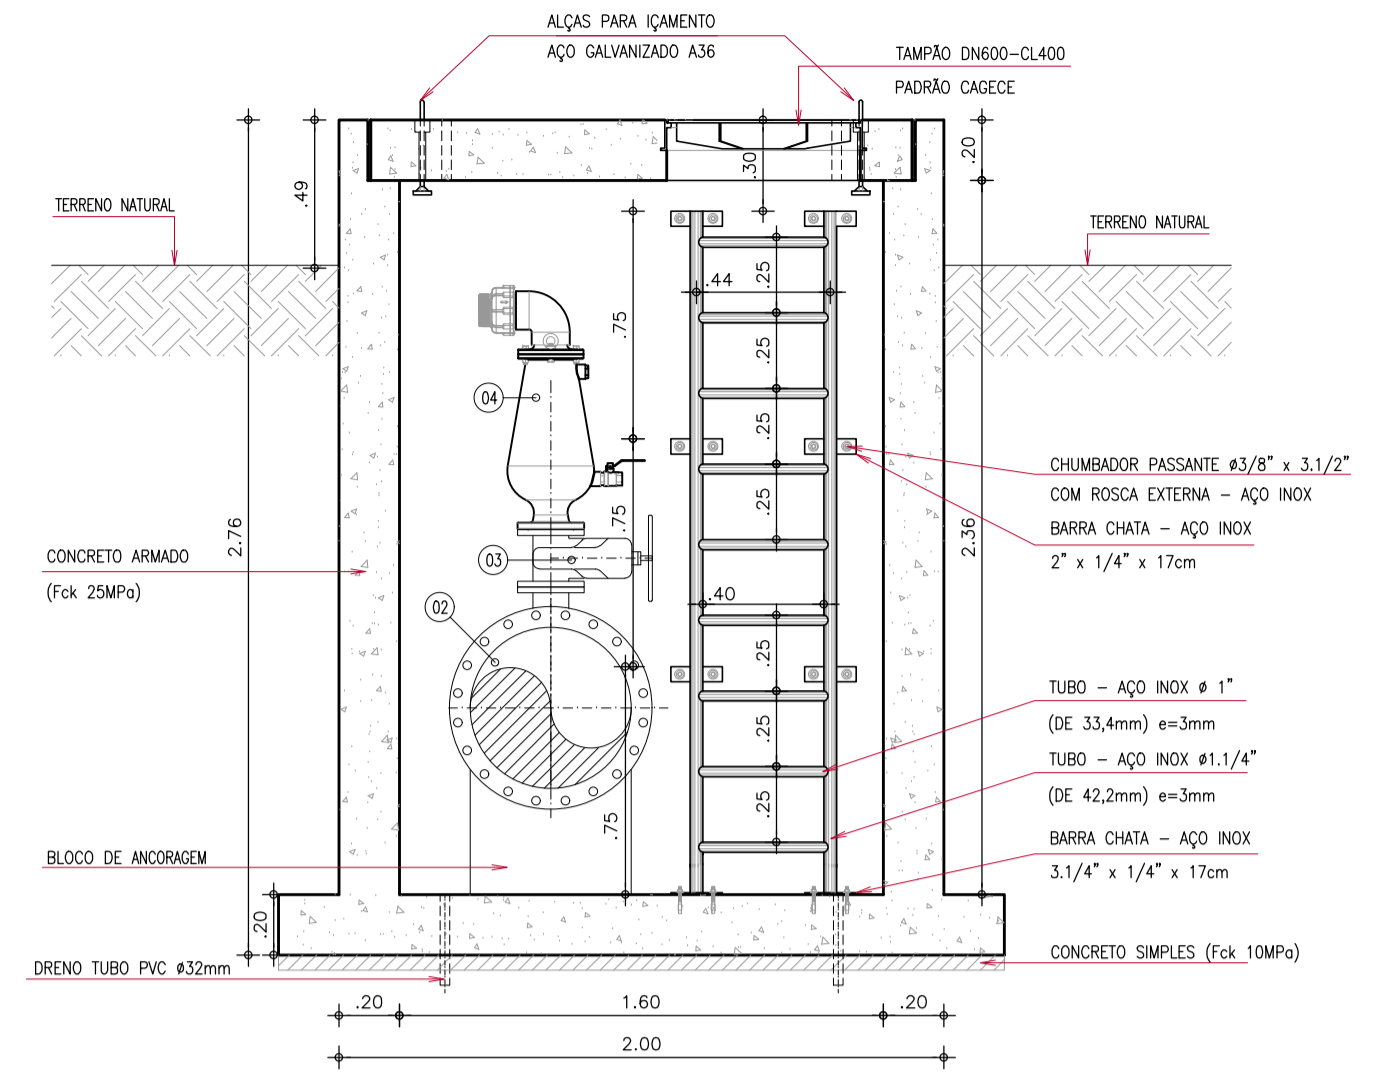 ALÇAS PARA IÇAMENTO
AÇO GALVANIZADO A36
TAMPÃO DN600-CL400
PADRÃO CAGECE
.20
.30
.49
TERRENO NATURAL
TERRENO NATURAL
.25
.44
.75
.25
04
.25
CHUMBADOR PASSANTE ø3/8" x 3.1/2"
COM ROSCA EXTERNA - AÇO INOX
.25
.75
2.76
2.36
BARRA CHATA - AÇO INOX
2" x 1/4" x 17cm
CONCRETO ARMADO
(Fck 25MPa)
03
.40
02
.25
TUBO - AÇO INOX ø 1"
(DE 33,4mm) e=3mm
.25
TUBO - AÇO INOX ø1.1/4"
(DE 42,2mm) e=3mm
.25
.75
BARRA CHATA - AÇO INOX
3.1/4" x 1/4" x 17cm
BLOCO DE ANCORAGEM
.20
CONCRETO SIMPLES (Fck 10MPa)
DRENO TUBO PVC ø32mm
.20
1.60
.20
2.00